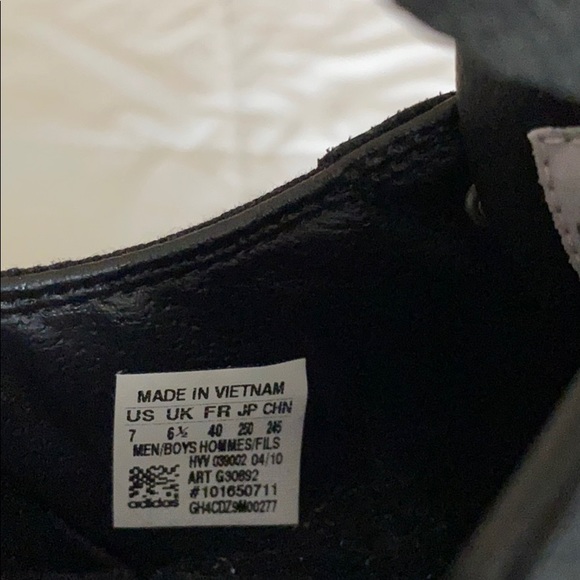 MADE IN VIETNAM
US UK FR JP CHN
7 6½ 40 250 245
MEN/BOYS HOMMES/FILS
HVV 039002 04/10
ART G30692
#101650711
adidas GH4CDZ9M00277